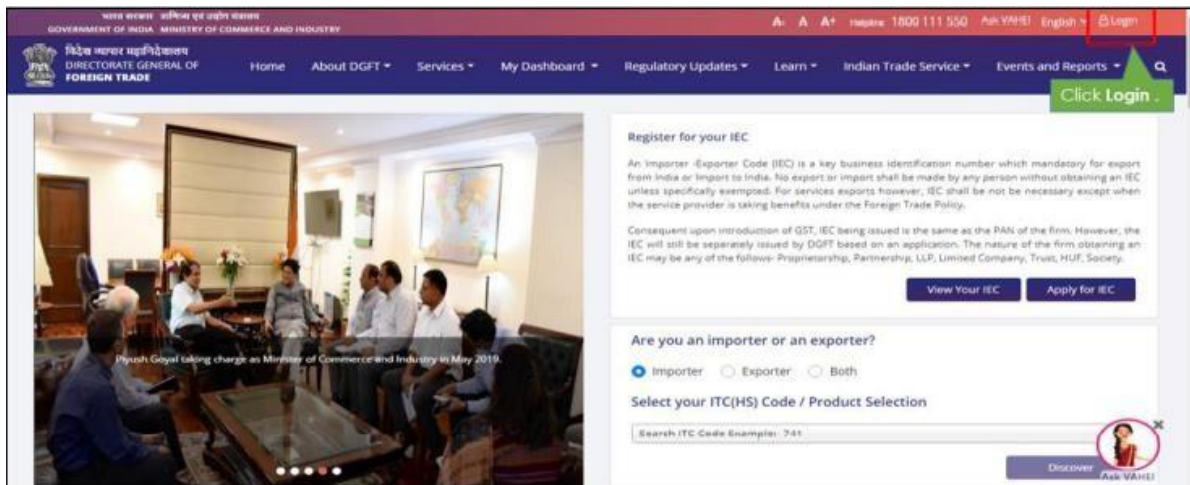 भारत सरकार वाणिज्य एवं उद्योग मंत्रालय
GOVERNMENT OF INDIA MINISTRY OF COMMERCE AND INDUSTRY
A- A A+ Helpline 1800 111 550 Ask VAHEI English Login
विदेश व्यापार महानिदेशालय
DIRECTORATE GENERAL OF
FOREIGN TRADE
Home About DGFT Services My Dashboard Regulatory Updates Learn Indian Trade Service Events and Reports
Click Login .
Piyush Goyal taking charge as Minister of Commerce and Industry in May 2019.
Register for your IEC
An Importer -Exporter Code (IEC) is a key business identification number which mandatory for export
from India or Import to India. No export or import shall be made by any person without obtaining an IEC
unless specifically exempted. For services exports however, IEC shall be not be necessary except when
the service provider is taking benefits under the Foreign Trade Policy.
Consequent upon introduction of GST, IEC being issued is the same as the PAN of the firm. However, the
IEC will still be separately issued by DGFT based on an application. The nature of the firm obtaining an
IEC may be any of the follows- Proprietorship, Partnership, LLP, Limited Company, Trust, HUF, Society.
View Your IEC Apply for IEC
Are you an importer or an exporter?
Importer Exporter Both
Select your ITC(HS) Code / Product Selection
Search ITC Code Example: 741
Discover
Ask VAHEI